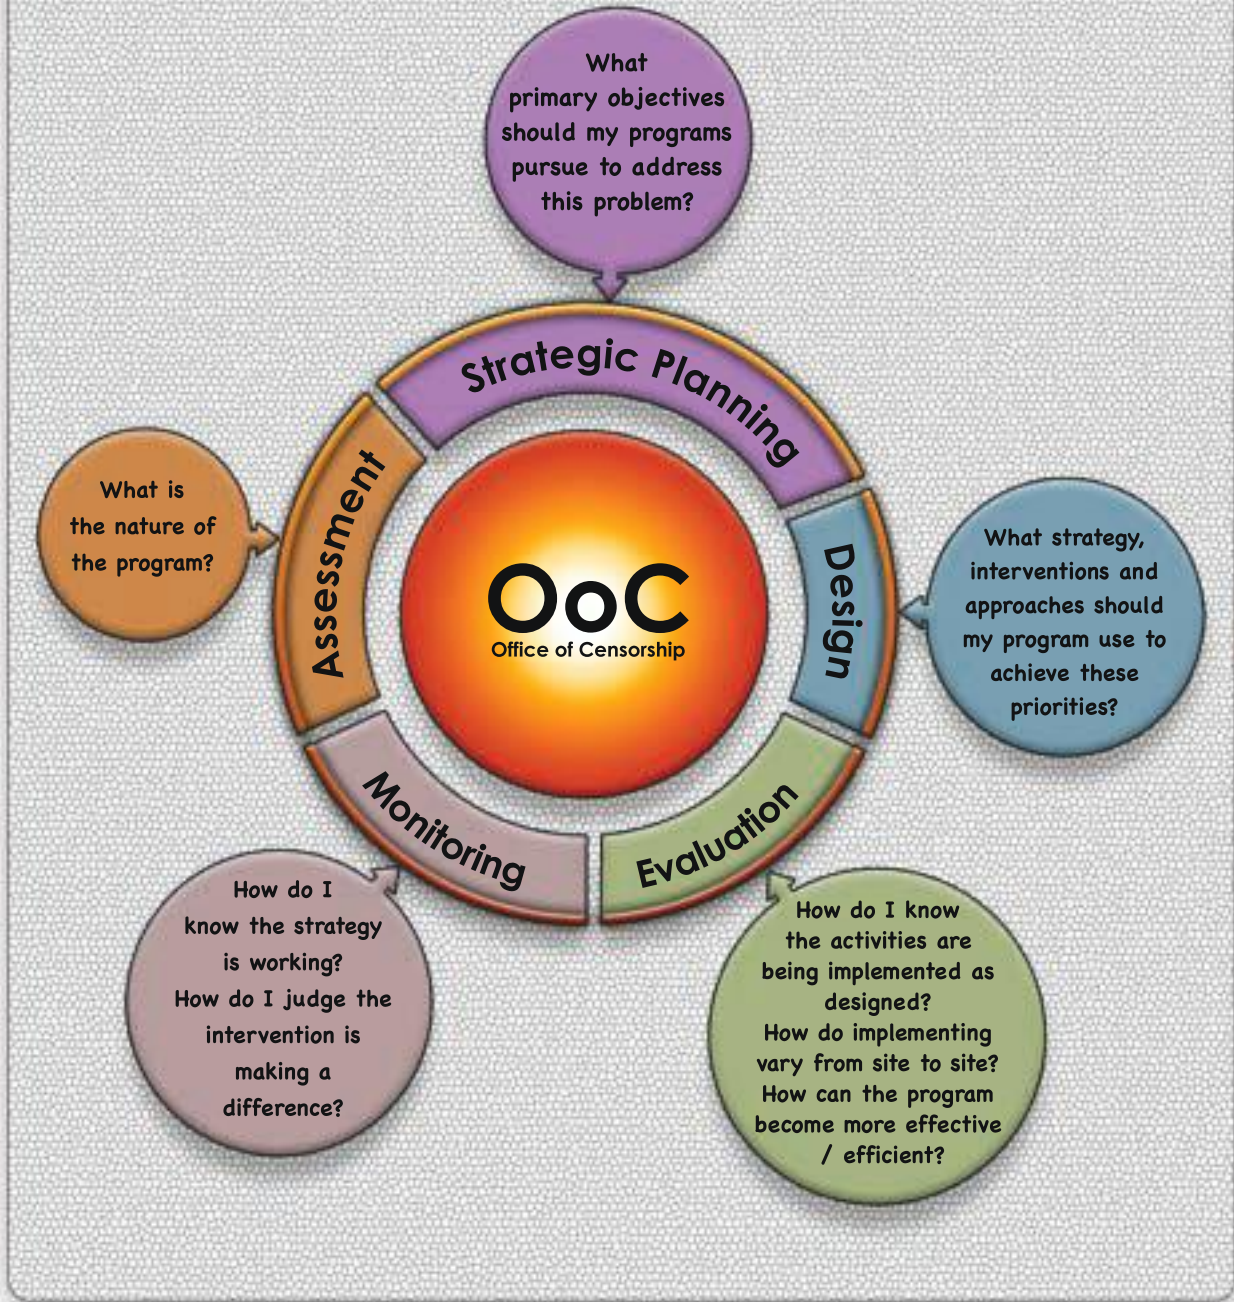 What
primary objectives
should my programs
pursue to address
this problem?
Strategic Planning
What is
the nature of
the program?
Assessment
OoC
Office of Censorship
Design
What strategy,
interventions and
approaches should
my program use to
achieve these
priorities?
Monitoring
Evaluation
How do I
know the strategy
is working?
How do I judge the
intervention is
making a
difference?
How do I know
the activities are
being implemented as
designed?
How do implementing
vary from site to site?
How can the program
become more effective
/ efficient?